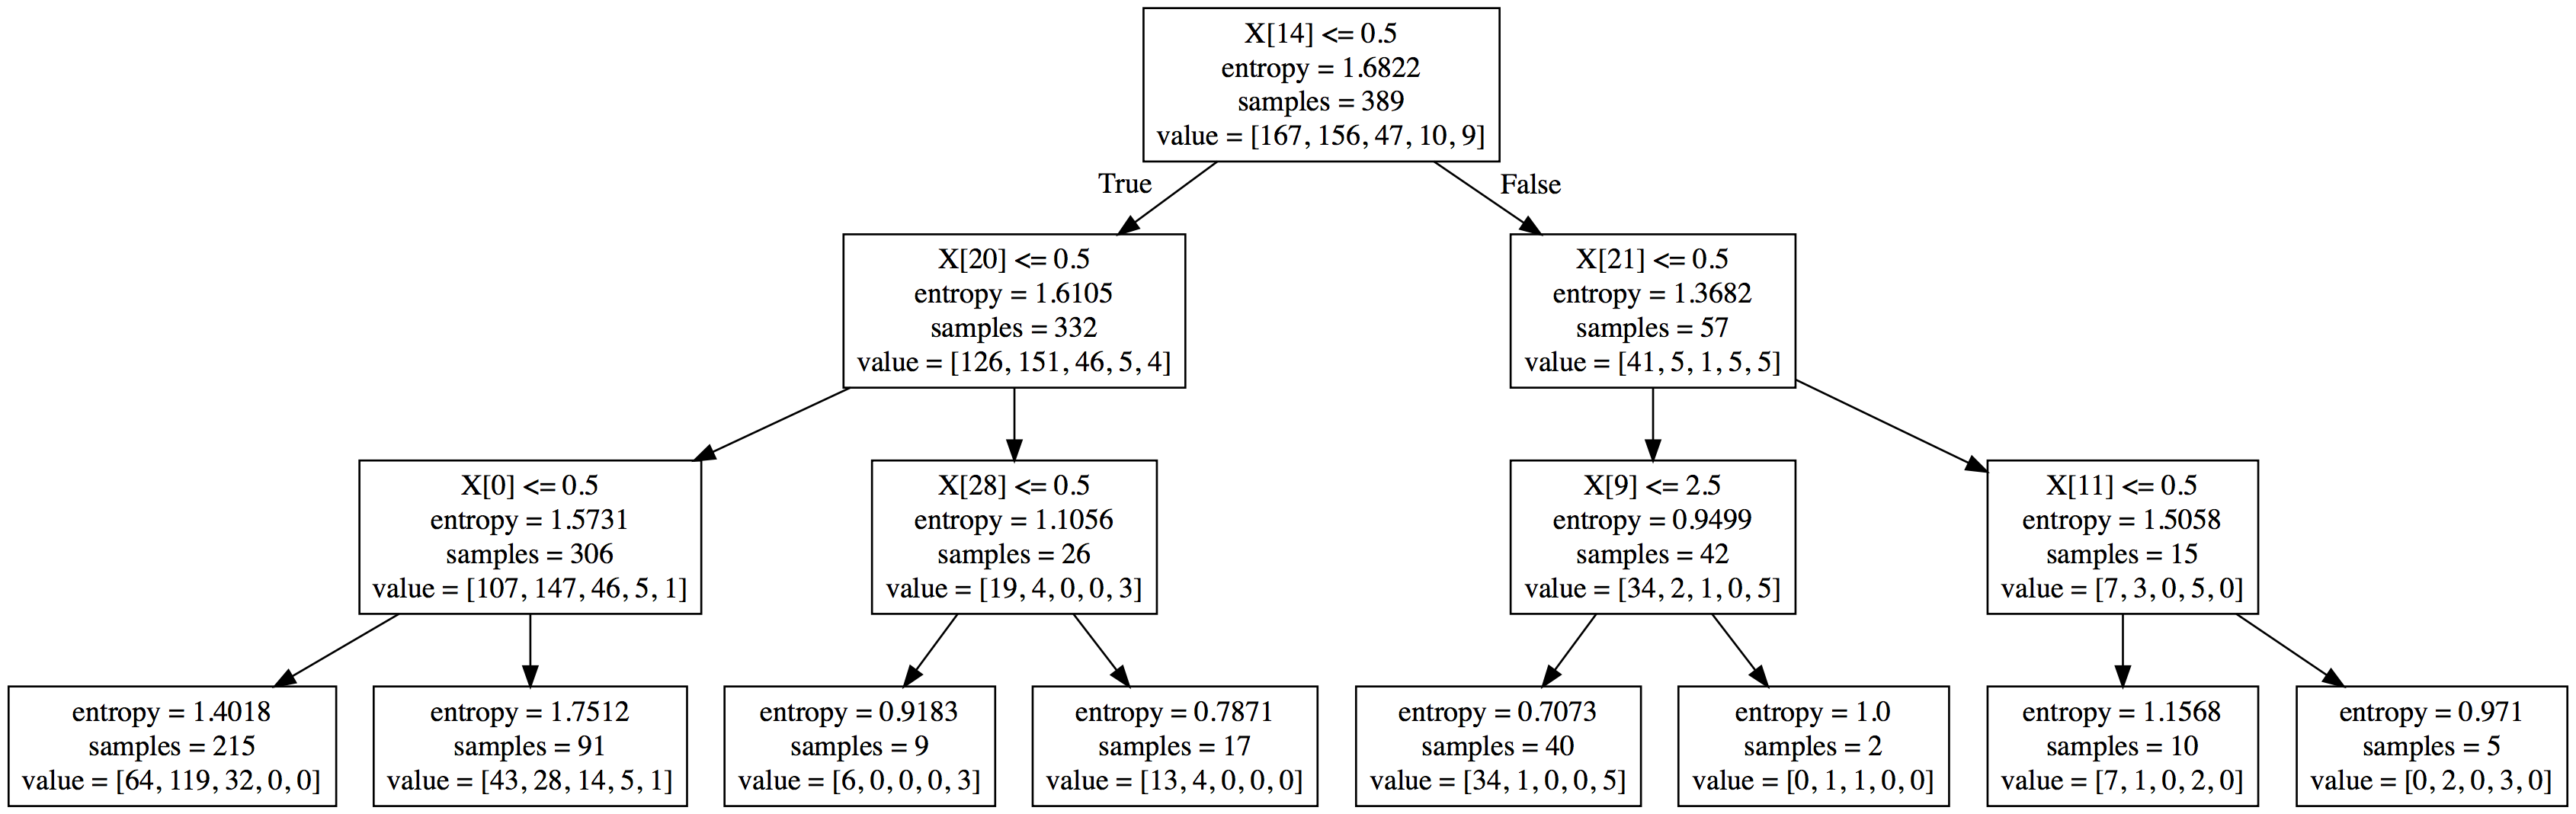 X[14] <= 0.5
entropy = 1.6822
samples = 389
value = [167, 156, 47, 10, 9]
True
False
X[20] <= 0.5
entropy = 1.6105
samples = 332
value = [126, 151, 46, 5, 4]
X[21] <= 0.5
entropy = 1.3682
samples = 57
value = [41, 5, 1, 5, 5]
X[0] <= 0.5
entropy = 1.5731
samples = 306
value = [107, 147, 46, 5, 1]
X[28] <= 0.5
entropy = 1.1056
samples = 26
value = [19, 4, 0, 0, 3]
X[9] <= 2.5
entropy = 0.9499
samples = 42
value = [34, 2, 1, 0, 5]
X[11] <= 0.5
entropy = 1.5058
samples = 15
value = [7, 3, 0, 5, 0]
entropy = 1.4018
samples = 215
value = [64, 119, 32, 0, 0]
entropy = 1.7512
samples = 91
value = [43, 28, 14, 5, 1]
entropy = 0.9183
samples = 9
value = [6, 0, 0, 0, 3]
entropy = 0.7871
samples = 17
value = [13, 4, 0, 0, 0]
entropy = 0.7073
samples = 40
value = [34, 1, 0, 0, 5]
entropy = 1.0
samples = 2
value = [0, 1, 1, 0, 0]
entropy = 1.1568
samples = 10
value = [7, 1, 0, 2, 0]
entropy = 0.971
samples = 5
value = [0, 2, 0, 3, 0]